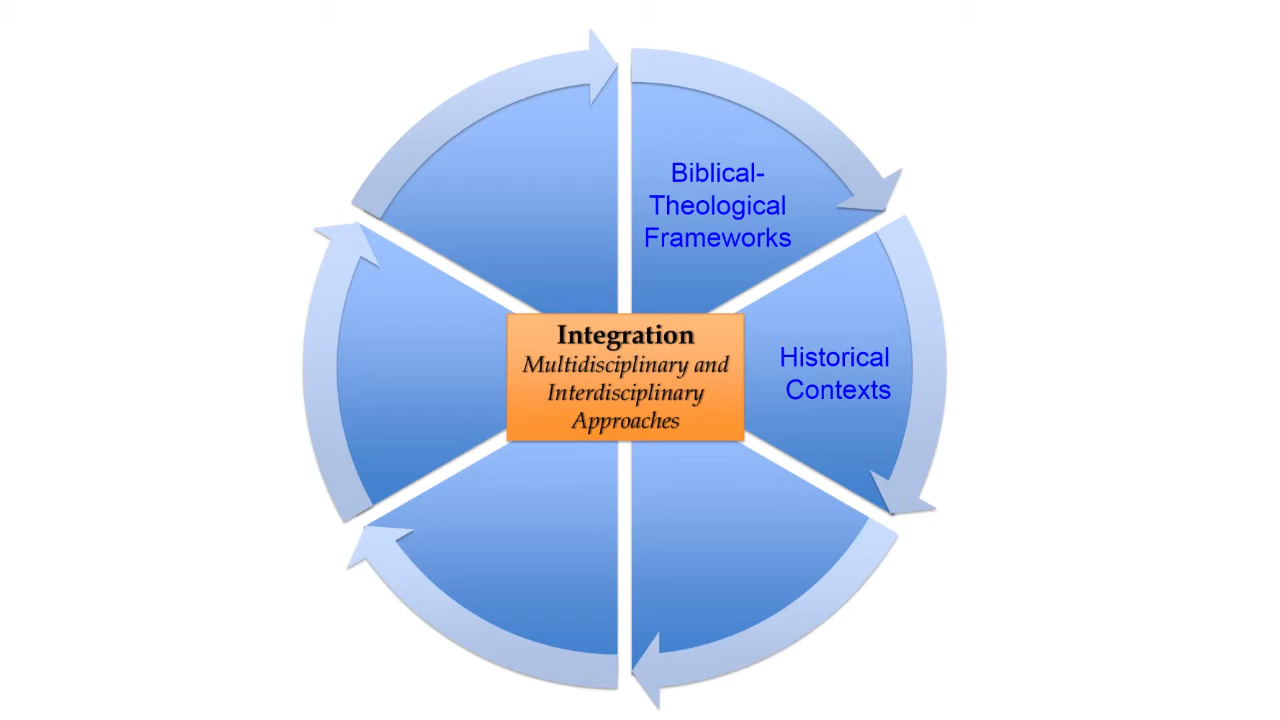 Biblical-
Theological
Frameworks
Integration
Multidisciplinary and
Interdisciplinary
Approaches
Historical
Contexts